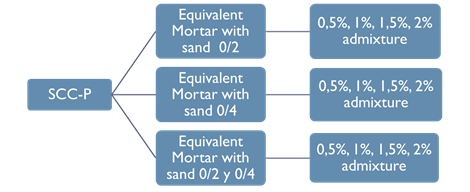 SCC-P
Equivalent
Mortar with
sand 0/2
0,5%, 1%, 1,5%, 2%
admixture
Equivalent
Mortar with
sand 0/4
0,5%, 1%, 1,5%, 2%
admixture
Equivalent
Mortar with
sand 0/2 y 0/4
0,5%, 1%, 1,5%, 2%
admixture